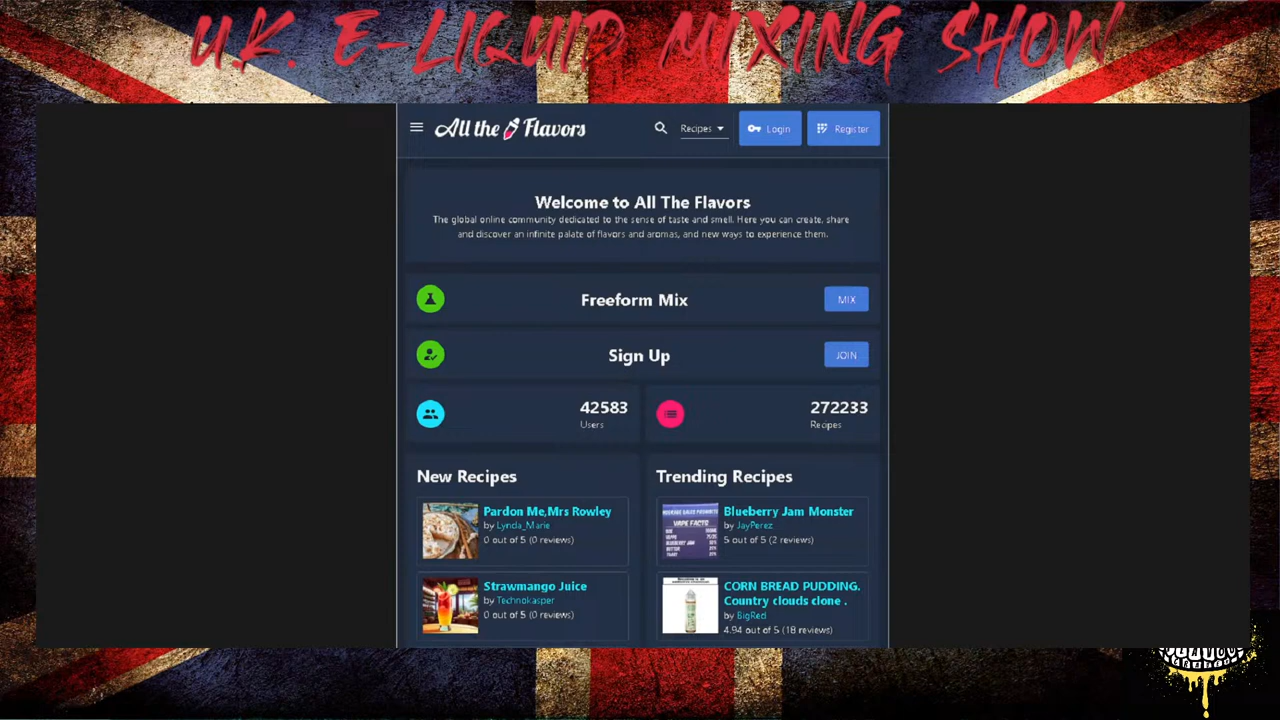 U.K. E-LIQUID MIXING SHOW
All the Flavors
Recipes
Login
Register
Welcome to All The Flavors
The global online community dedicated to the sense of taste and smell. Here you can create, share
and discover an infinite palate of flavors and aromas, and new ways to experience them.
Freeform Mix
MIX
Sign Up
JOIN
42583
Users
272233
Recipes
New Recipes
Pardon Me,Mrs Rowley
by Lynda_Marie
0 out of 5 (0 reviews)
Strawmango Juice
by Technokasper
0 out of 5 (0 reviews)
Trending Recipes
VAPE FACTS
Blueberry Jam Monster
by JayPerez
5 out of 5 (2 reviews)
CORN BREAD PUDDING.
Country clouds clone .
by BigRed
4.94 out of 5 (18 reviews)